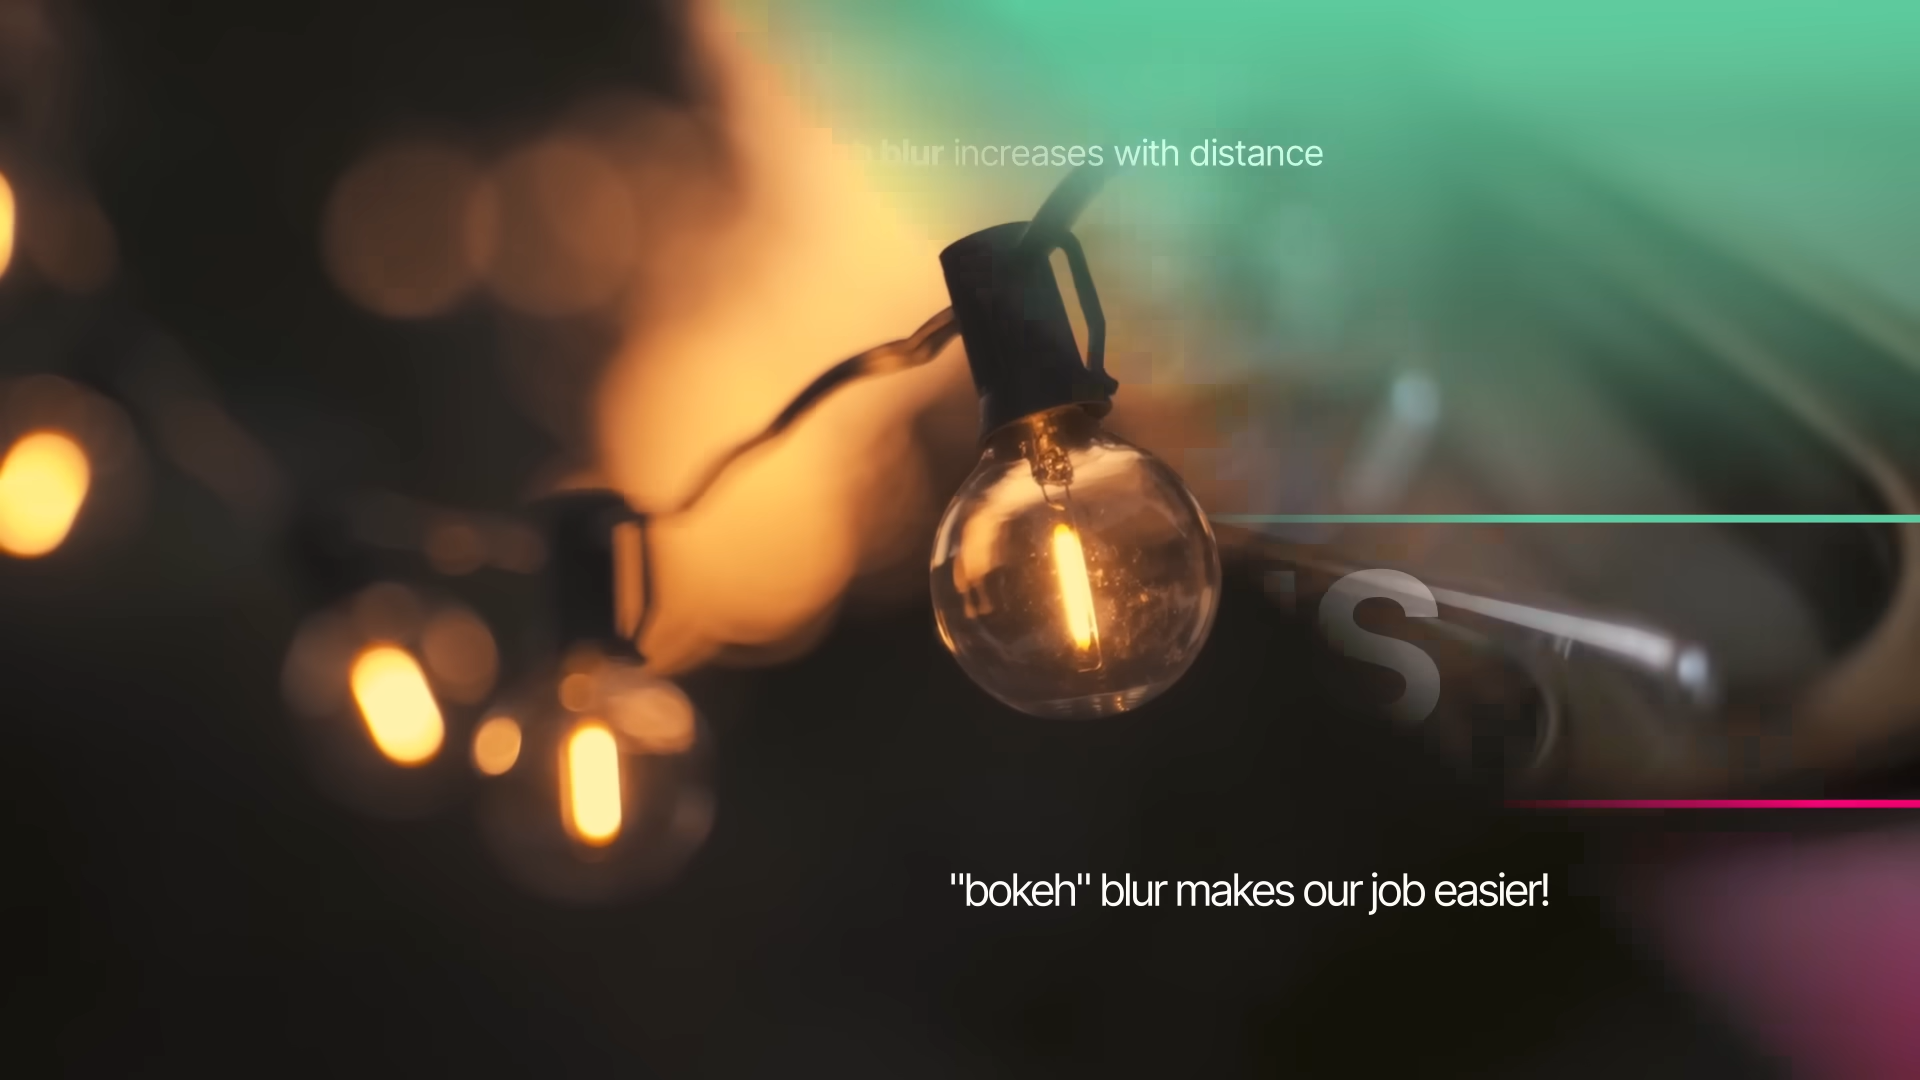 blur increases with distance
S
"bokeh" blur makes our job easier!